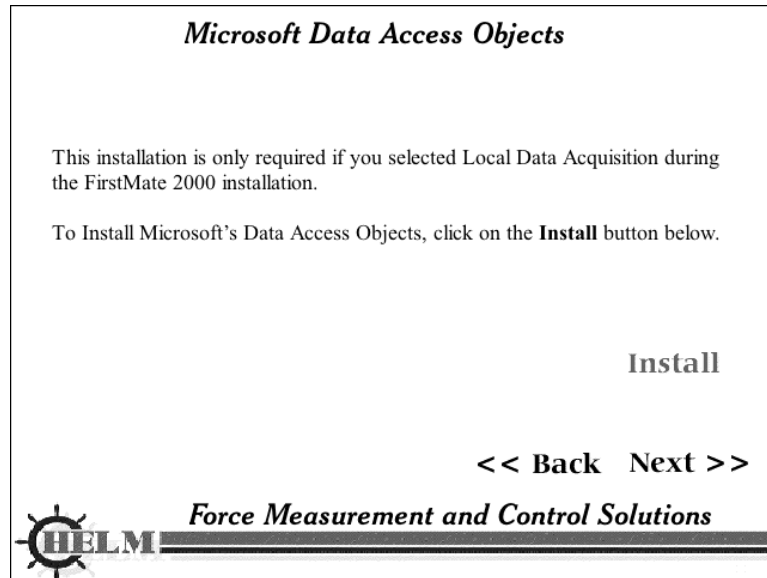 Microsoft Data Access Objects
This installation is only required if you selected Local Data Acquisition during
the FirstMate 2000 installation.
To Install Microsoft’s Data Access Objects, click on the Install button below.
Install
<< Back Next >>
Force Measurement and Control Solutions
HELM